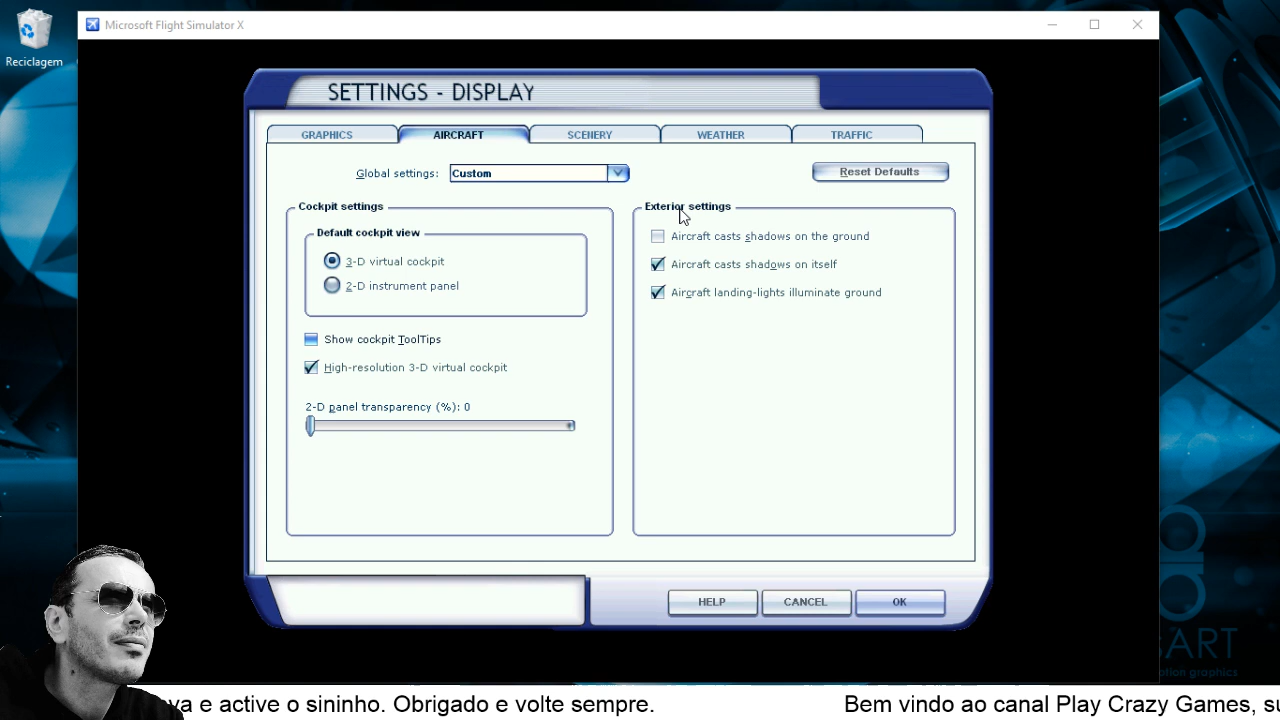 Microsoft Flight Simulator X
Reciclagem
SETTINGS - DISPLAY
GRAPHICS
AIRCRAFT
SCENERY
WEATHER
TRAFFIC
Global settings: Custom
Reset Defaults
Cockpit settings
Default cockpit view
3-D virtual cockpit
2-D instrument panel
Show cockpit ToolTips
High-resolution 3-D virtual cockpit
2-D panel transparency (%): 0
Exterior settings
Aircraft casts shadows on the ground
Aircraft casts shadows on itself
Aircraft landing-lights illuminate ground
HELP
CANCEL
OK
e active o sininho. Obrigado e volte sempre.
Bem vindo ao canal Play Crazy Games,